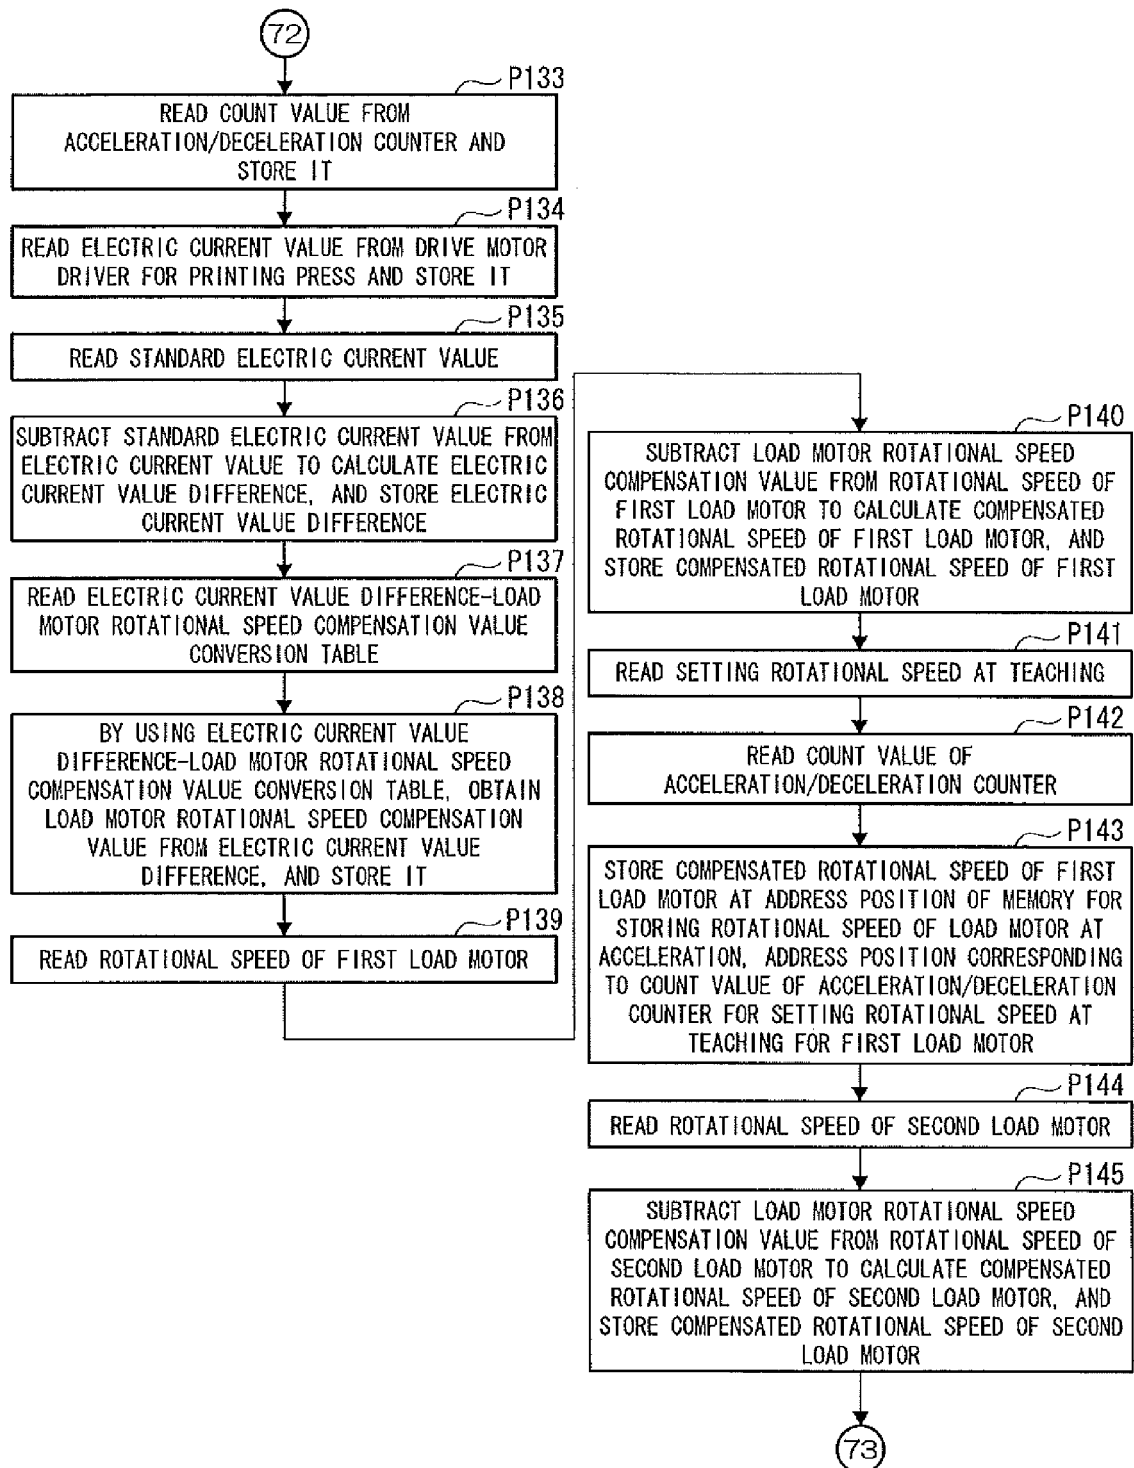 72
P133
READ COUNT VALUE FROM
ACCELERATION/DECELERATION COUNTER AND
STORE IT
P134
READ ELECTRIC CURRENT VALUE FROM DRIVE MOTOR
DRIVER FOR PRINTING PRESS AND STORE IT
P135
READ STANDARD ELECTRIC CURRENT VALUE
P136
SUBTRACT STANDARD ELECTRIC CURRENT VALUE FROM
ELECTRIC CURRENT VALUE TO CALCULATE ELECTRIC
CURRENT VALUE DIFFERENCE, AND STORE ELECTRIC
CURRENT VALUE DIFFERENCE
P137
READ ELECTRIC CURRENT VALUE DIFFERENCE-LOAD
MOTOR ROTATIONAL SPEED COMPENSATION VALUE
CONVERSION TABLE
P138
BY USING ELECTRIC CURRENT VALUE
DIFFERENCE-LOAD MOTOR ROTATIONAL SPEED
COMPENSATION VALUE CONVERSION TABLE, OBTAIN
LOAD MOTOR ROTATIONAL SPEED COMPENSATION
VALUE FROM ELECTRIC CURRENT VALUE
DIFFERENCE, AND STORE IT
P139
READ ROTATIONAL SPEED OF FIRST LOAD MOTOR
P140
SUBTRACT LOAD MOTOR ROTATIONAL SPEED
COMPENSATION VALUE FROM ROTATIONAL SPEED OF
FIRST LOAD MOTOR TO CALCULATE COMPENSATED
ROTATIONAL SPEED OF FIRST LOAD MOTOR, AND
STORE COMPENSATED ROTATIONAL SPEED OF FIRST
LOAD MOTOR
P141
READ SETTING ROTATIONAL SPEED AT TEACHING
P142
READ COUNT VALUE OF
ACCELERATION/DECELERATION COUNTER
P143
STORE COMPENSATED ROTATIONAL SPEED OF FIRST
LOAD MOTOR AT ADDRESS POSITION OF MEMORY FOR
STORING ROTATIONAL SPEED OF LOAD MOTOR AT
ACCELERATION, ADDRESS POSITION CORRESPONDING
TO COUNT VALUE OF ACCELERATION/DECELERATION
COUNTER FOR SETTING ROTATIONAL SPEED AT
TEACHING FOR FIRST LOAD MOTOR
P144
READ ROTATIONAL SPEED OF SECOND LOAD MOTOR
P145
SUBTRACT LOAD MOTOR ROTATIONAL SPEED
COMPENSATION VALUE FROM ROTATIONAL SPEED OF
SECOND LOAD MOTOR TO CALCULATE COMPENSATED
ROTATIONAL SPEED OF SECOND LOAD MOTOR, AND
STORE COMPENSATED ROTATIONAL SPEED OF SECOND
LOAD MOTOR
73